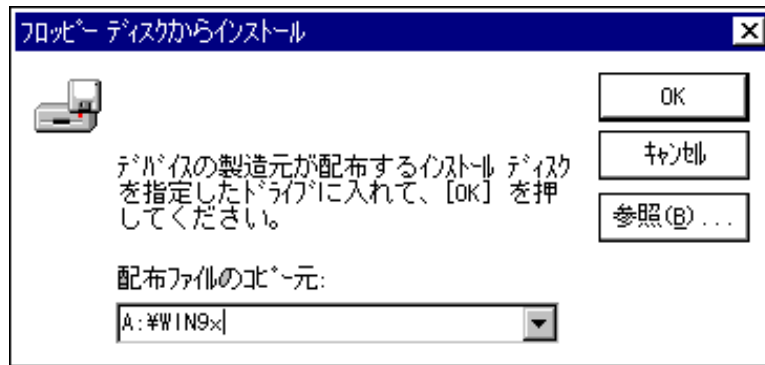 フロッピー ディスクからインストール
OK
キャンセル
参照(B)...
デバイスの製造元が配布するインストール ディスク
を指定したドライブに入れて、[OK] を押
してください。
配布ファイルのコピー元:
A:¥WIN9x